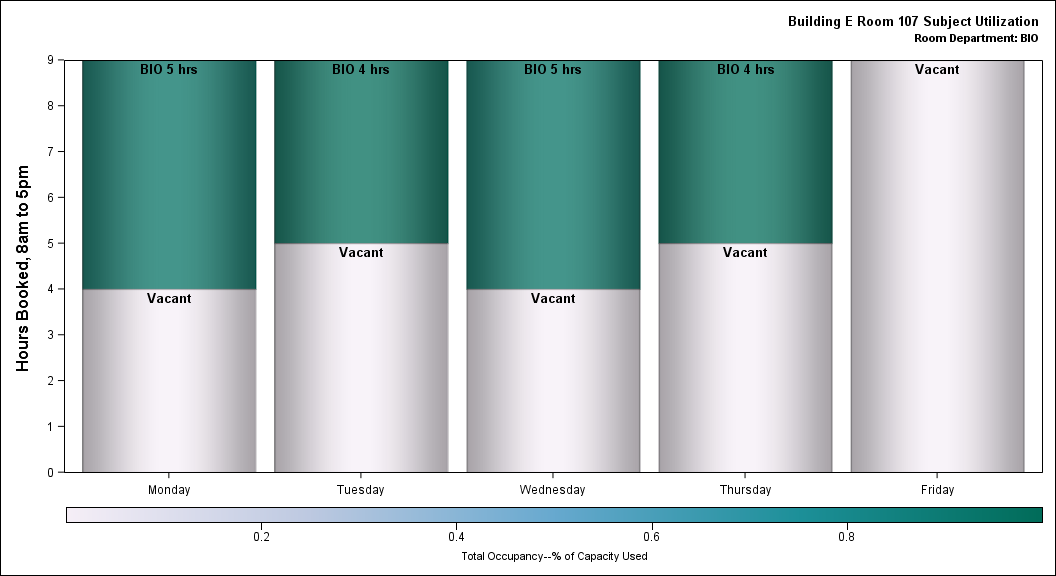 Building E Room 107 Subject Utilization
Room Department: BIO
Hours Booked, 8am to 5pm
9
8
7
6
5
4
3
2
1
0
BIO 5 hrs
BIO 4 hrs
BIO 5 hrs
BIO 4 hrs
Vacant
Vacant
Vacant
Vacant
Vacant
Monday
Tuesday
Wednesday
Thursday
Friday
0.2
0.4
0.6
0.8
Total Occupancy--% of Capacity Used